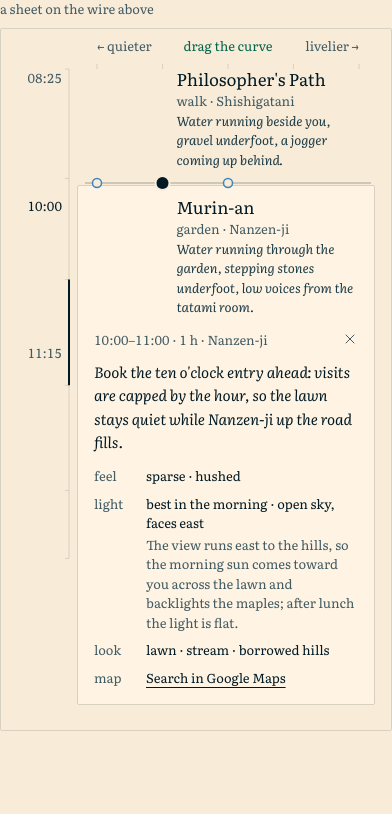 a sheet on the wire above
← quieter drag the curve livelier →
08:25
Philosopher's Path
walk · Shishigatani
Water running beside you,
gravel underfoot, a jogger
coming up behind.
10:00
Murin-an
garden · Nanzen-ji
Water running through the
garden, stepping stones
underfoot, low voices from the
tatami room.
10:00–11:00 · 1 h · Nanzen-ji
11:15
Book the ten o'clock entry ahead: visits
are capped by the hour, so the lawn
stays quiet while Nanzen-ji up the road
fills.
feel sparse · hushed
light best in the morning · open sky,
faces east
The view runs east to the hills, so
the morning sun comes toward
you across the lawn and
backlights the maples; after lunch
the light is flat.
look lawn · stream · borrowed hills
map Search in Google Maps